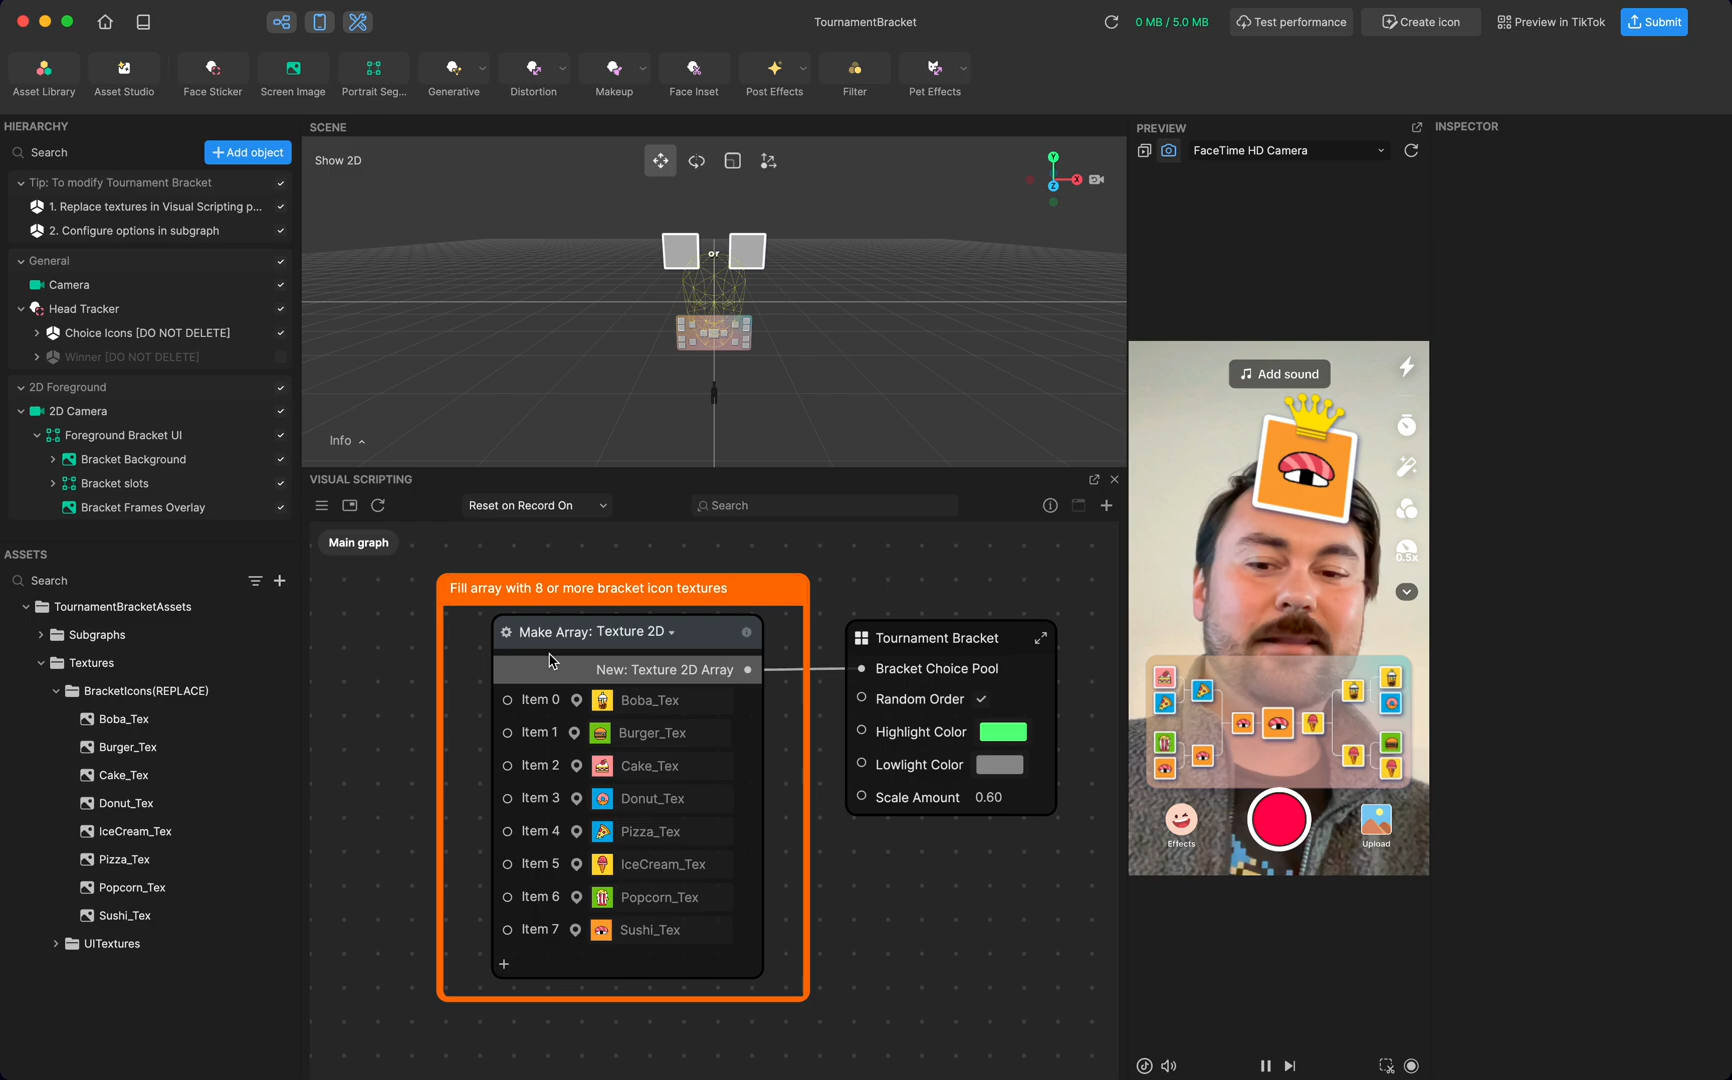 TournamentBracket
0 MB / 5.0 MB
Test performance
Create icon
Preview in TikTok
Submit
Asset Library
Asset Studio
Face Sticker
Screen Image
Portrait Seg...
Generative
Distortion
Makeup
Face Inset
Post Effects
Filter
Pet Effects
HIERARCHY
Search
+ Add object
Tip: To modify Tournament Bracket
1. Replace textures in Visual Scripting p...
2. Configure options in subgraph
General
Camera
Head Tracker
Choice Icons [DO NOT DELETE]
Winner [DO NOT DELETE]
2D Foreground
2D Camera
Foreground Bracket UI
Bracket Background
Bracket slots
Bracket Frames Overlay
ASSETS
Search
TournamentBracketAssets
Subgraphs
Textures
BracketIcons(REPLACE)
Boba_Tex
Burger_Tex
Cake_Tex
Donut_Tex
IceCream_Tex
Pizza_Tex
Popcorn_Tex
Sushi_Tex
UITextures
SCENE
Show 2D
Y
X
Z
or
Info
VISUAL SCRIPTING
Reset on Record On
Search
Main graph
Fill array with 8 or more bracket icon textures
Make Array: Texture 2D
New: Texture 2D Array
Item 0 Boba_Tex
Item 1 Burger_Tex
Item 2 Cake_Tex
Item 3 Donut_Tex
Item 4 Pizza_Tex
Item 5 IceCream_Tex
Item 6 Popcorn_Tex
Item 7 Sushi_Tex
+
Tournament Bracket
Bracket Choice Pool
Random Order
Highlight Color
Lowlight Color
Scale Amount 0.60
PREVIEW
FaceTime HD Camera
Add sound
0.5x
Effects
Upload
INSPECTOR